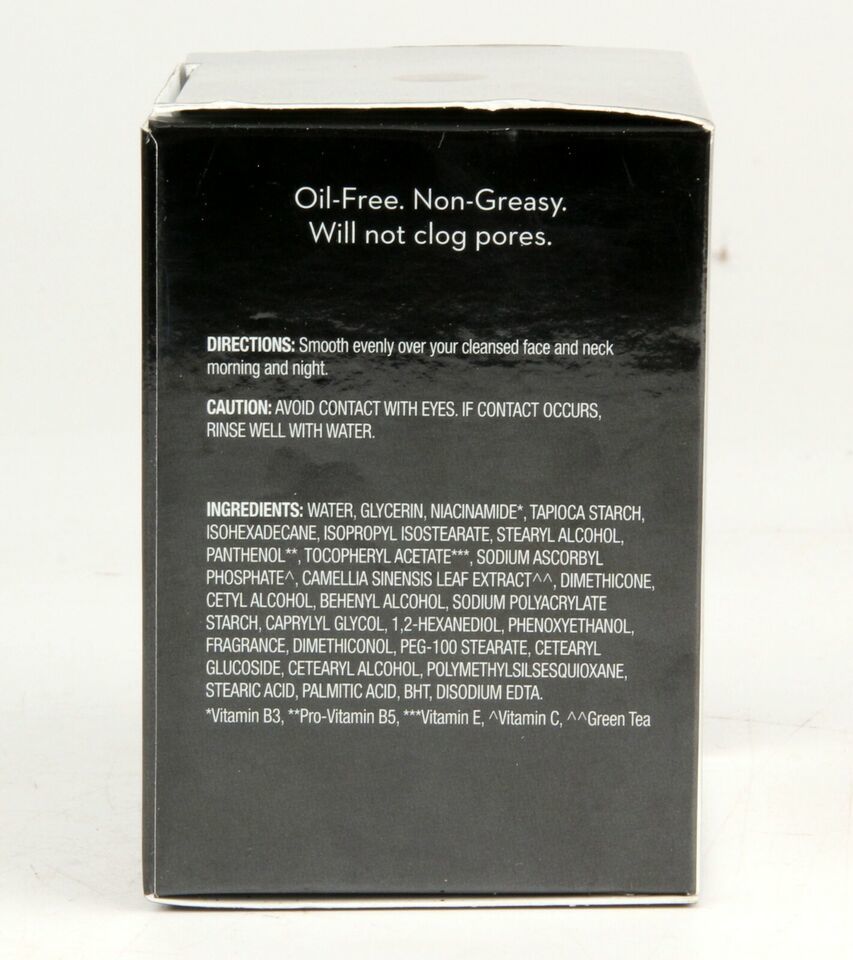 Oil-Free. Non-Greasy.
Will not clog pores.
DIRECTIONS: Smooth evenly over your cleansed face and neck
morning and night.
CAUTION: AVOID CONTACT WITH EYES. IF CONTACT OCCURS,
RINSE WELL WITH WATER.
INGREDIENTS: WATER, GLYCERIN, NIACINAMIDE*, TAPIOCA STARCH,
ISOHEXADECANE, ISOPROPYL ISOSTEARATE, STEARYL ALCOHOL,
PANTHENOL**, TOCOPHERYL ACETATE***, SODIUM ASCORBYL
PHOSPHATE^, CAMELLIA SINENSIS LEAF EXTRACT^^, DIMETHICONE,
CETYL ALCOHOL, BEHENYL ALCOHOL, SODIUM POLYACRYLATE
STARCH, CAPRYLYL GLYCOL, 1,2-HEXANEDIOL, PHENOXYETHANOL,
FRAGRANCE, DIMETHICONOL, PEG-100 STEARATE, CETEARYL
GLUCOSIDE, CETEARYL ALCOHOL, POLYMETHYLSILSESQUIOXANE,
STEARIC ACID, PALMITIC ACID, BHT, DISODIUM EDTA.
*Vitamin B3, **Pro-Vitamin B5, ***Vitamin E, ^Vitamin C, ^^Green Tea